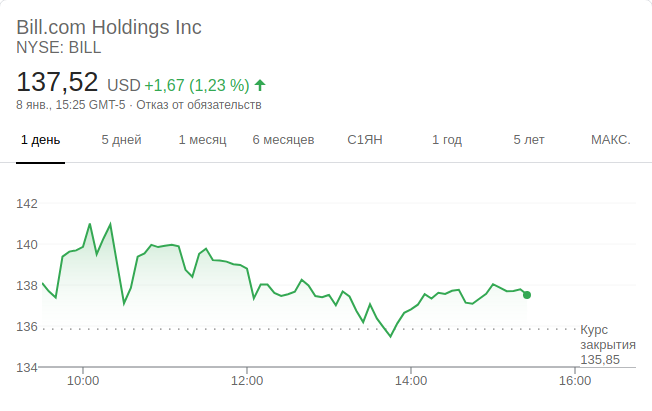 Bill.com Holdings Inc
NYSE: BILL
137,52 USD +1,67 (1,23 %)
8 янв., 15:25 GMT-5 · Отказ от обязательств
1 день 5 дней 1 месяц 6 месяцев С1ЯН 1 год 5 лет МАКС.
142
140
138
136
134
Курс
закрытия
135,85
10:00 12:00 14:00 16:00